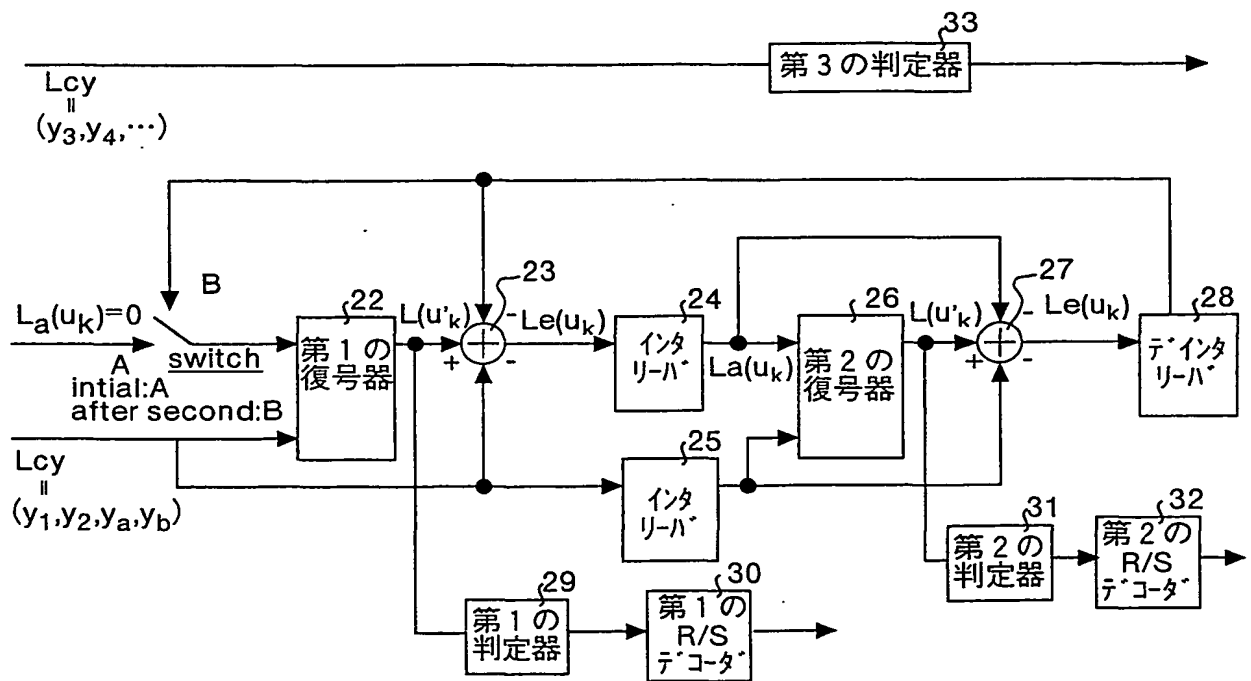 33
第3の判定器
Lcy
=
(y3,y4,…)
B
La(uk)=0
A
switch
intial:A
after second:B
Lcy
=
(y1,y2,ya,yb)
22
第1の
復号器
L(u'k)
23
+
-
-
Le(uk)
24
インタ
リーバ
La(uk)
25
インタ
リーバ
26
第2の
復号器
L(u'k)
27
+
-
-
Le(uk)
28
デインタ
リーバ
29
第1の
判定器
30
第1の
R/S
デコーダ
31
第2の
判定器
32
第2の
R/S
デコーダ